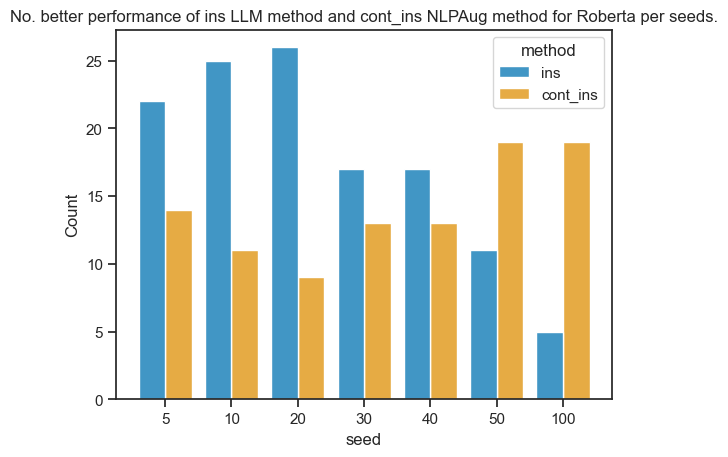 No. better performance of ins LLM method and cont_ins NLPAug method for Roberta per seeds.
method
ins
cont_ins
Count
25
20
15
10
5
0
5 10 20 30 40 50 100
seed